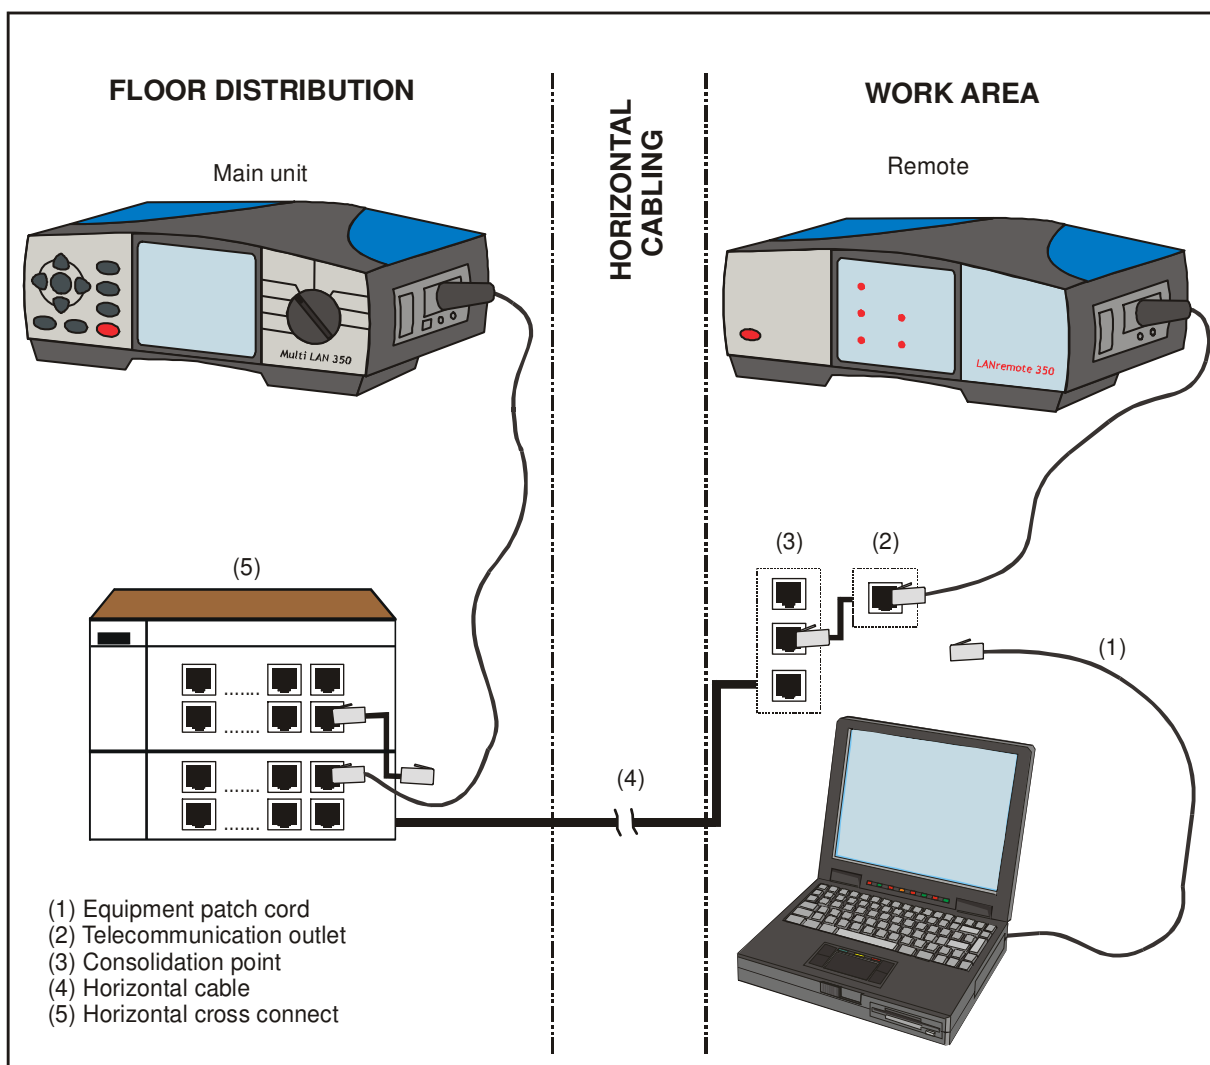 FLOOR DISTRIBUTION
HORIZONTAL
CABLING
WORK AREA
Main unit
Remote
Multi LAN 350
LANremote 350
(5)
(3)
(2)
(1)
.......
.......
.......
.......
(4)
(1) Equipment patch cord
(2) Telecommunication outlet
(3) Consolidation point
(4) Horizontal cable
(5) Horizontal cross connect